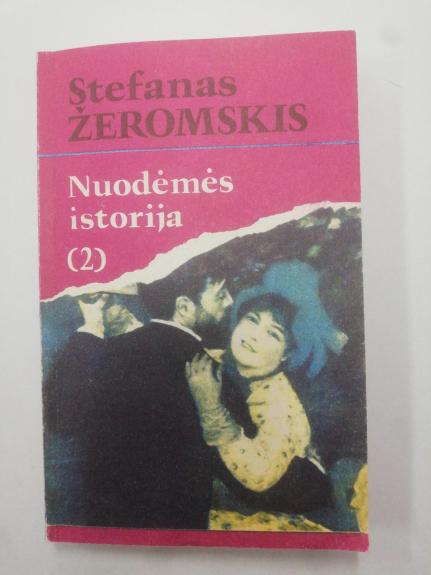 Stefanas
ŽEROMSKIS
Nuodėmės
istorija
(2)